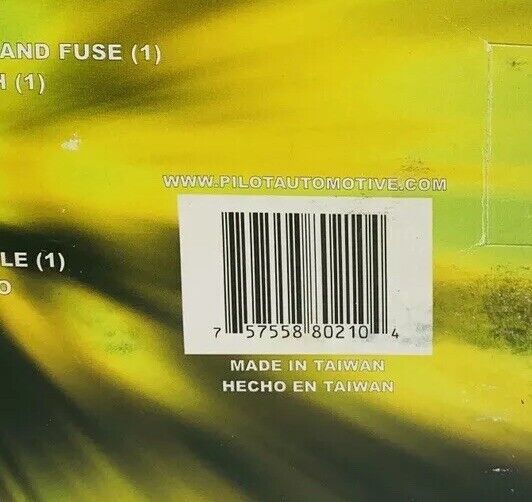 AND FUSE (1)
H (1)
WWW.PILOTAUTOMOTIVE.COM
LE (1)
O
7 57558 80210 4
MADE IN TAIWAN
HECHO EN TAIWAN